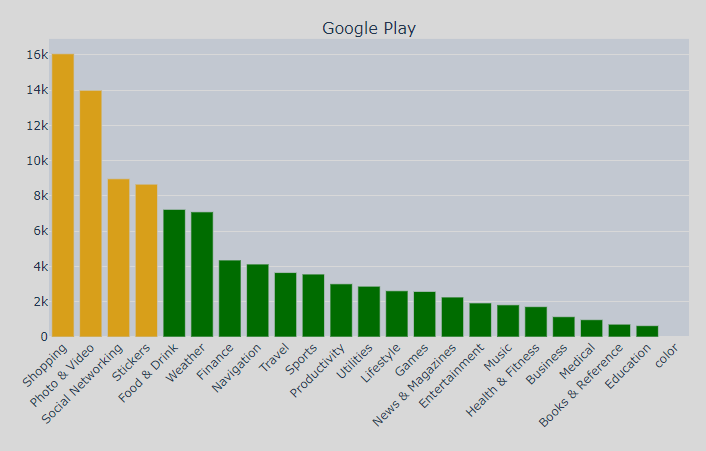 Google Play
16k
14k
12k
10k
8k
6k
4k
2k
0
Shopping
Photo & Video
Social Networking
Stickers
Food & Drink
Weather
Finance
Navigation
Travel
Sports
Productivity
Utilities
Lifestyle
Games
News & Magazines
Entertainment
Music
Health & Fitness
Business
Medical
Books & Reference
Education
color